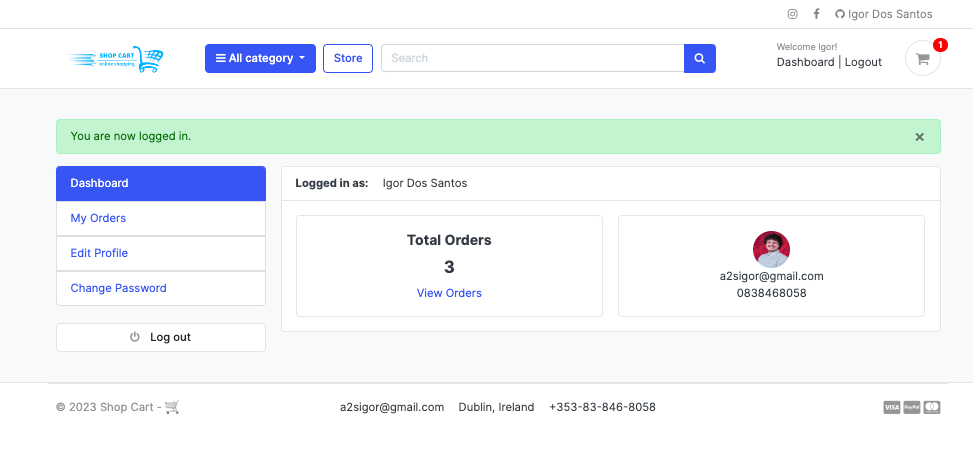 Igor Dos Santos
SHOP CART
online shopping
All category
Store
Search
Welcome Igor!
Dashboard | Logout
1
You are now logged in.
×
Dashboard
My Orders
Edit Profile
Change Password
Log out
Logged in as: Igor Dos Santos
Total Orders
3
View Orders
a2sigor@gmail.com
0838468058
© 2023 Shop Cart -
a2sigor@gmail.com Dublin, Ireland +353-83-846-8058
VISA PayPal